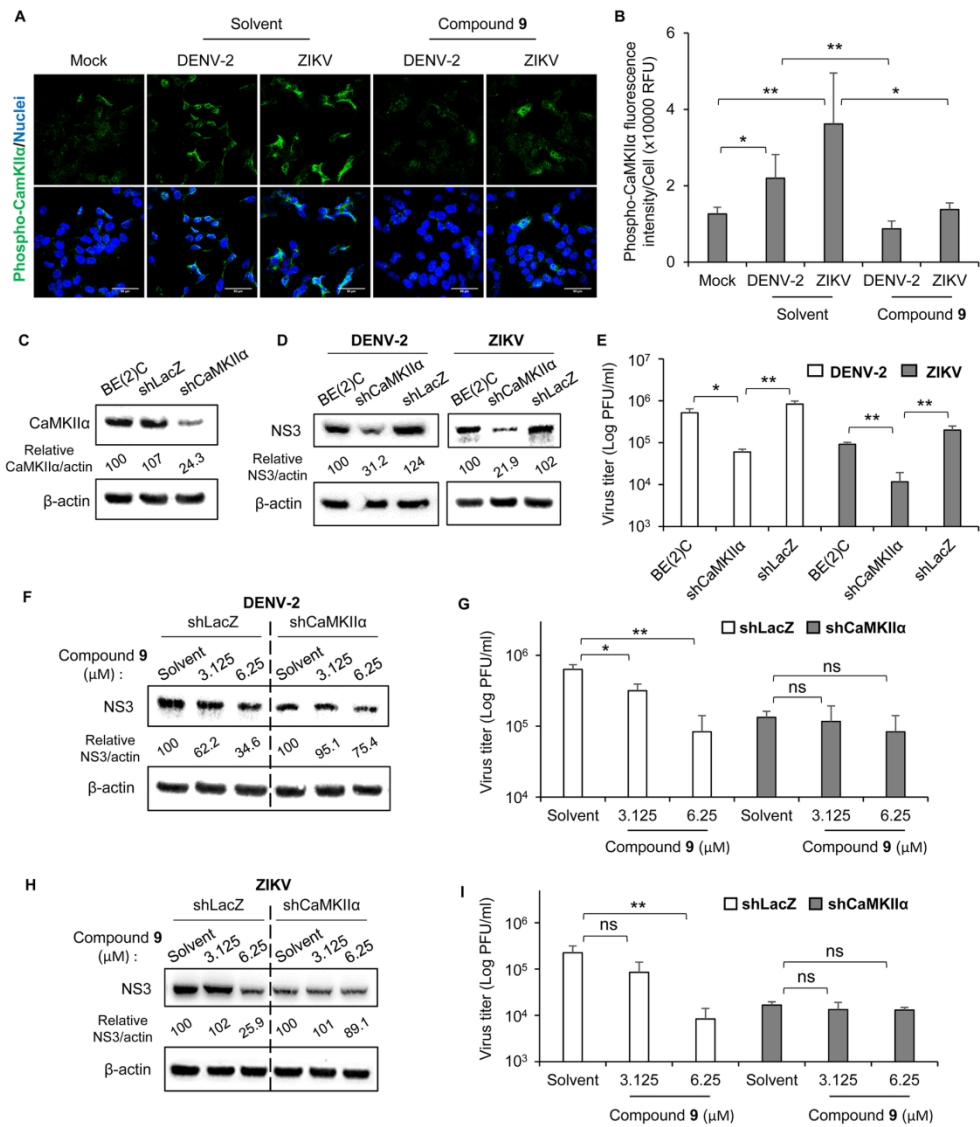 A
Solvent
Compound 9
Mock
DENV-2
ZIKV
DENV-2
ZIKV
Phospho-CamKIIα/Nuclei
B
Phospho-CaMKIIα fluorescence
intensity/Cell (x10000 RFU)
6
4
2
0
**
**
*
*
Mock
DENV-2
ZIKV
DENV-2
ZIKV
Solvent
Compound 9
C
BE(2)C
shLacZ
shCaMKIIα
CaMKIIα
Relative
CaMKIIα/actin
100
107
24.3
β-actin
D
DENV-2
ZIKV
BE(2)C
shCaMKIIα
shLacZ
BE(2)C
shCaMKIIα
shLacZ
NS3
Relative
NS3/actin
100
31.2
124
100
21.9
102
β-actin
E
DENV-2
ZIKV
Virus titer (Log PFU/ml)
10⁷
10⁶
10⁵
10⁴
10³
*
**
**
**
BE(2)C
shCaMKIIα
shLacZ
BE(2)C
shCaMKIIα
shLacZ
F
DENV-2
shLacZ
shCaMKIIα
Compound 9
(μM) :
Solvent
3.125
6.25
Solvent
3.125
6.25
NS3
Relative
NS3/actin
100
62.2
34.6
100
95.1
75.4
β-actin
G
shLacZ
shCaMKIIα
Virus titer (Log PFU/ml)
10⁶
10⁵
10⁴
**
*
ns
ns
Solvent
3.125
6.25
Solvent
3.125
6.25
Compound 9 (μM)
Compound 9 (μM)
H
ZIKV
shLacZ
shCaMKIIα
Compound 9
(μM) :
Solvent
3.125
6.25
Solvent
3.125
6.25
NS3
Relative
NS3/actin
100
102
25.9
100
101
89.1
β-actin
I
shLacZ
shCaMKIIα
Virus titer (Log PFU/ml)
10⁶
10⁵
10⁴
10³
**
ns
ns
ns
Solvent
3.125
6.25
Solvent
3.125
6.25
Compound 9 (μM)
Compound 9 (μM)